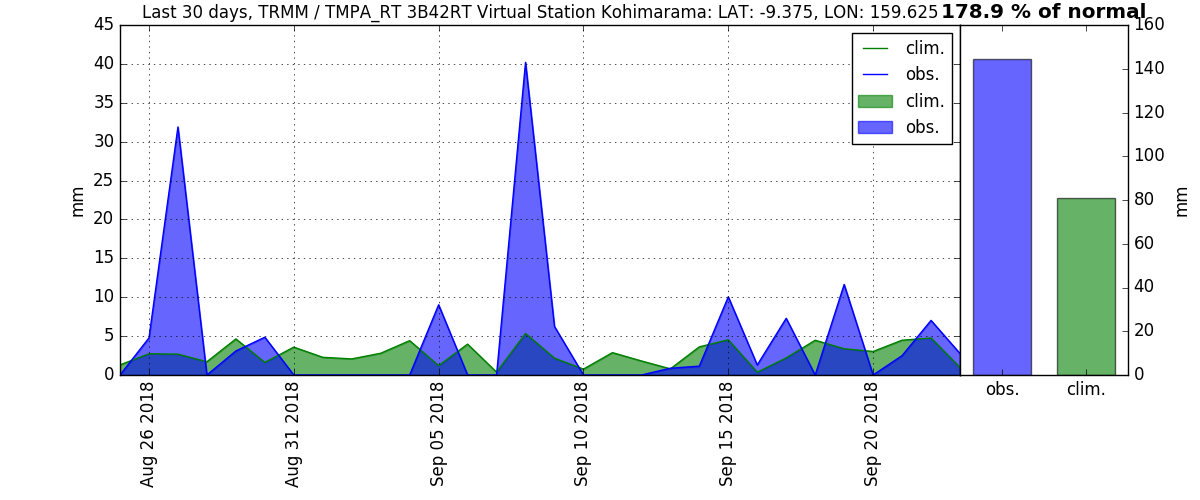 Last 30 days, TRMM / TMPA_RT 3B42RT Virtual Station Kohimarama: LAT: -9.375, LON: 159.625
178.9 % of normal
45
40
35
30
25
20
15
10
5
0
mm
clim.
obs.
clim.
obs.
Aug 26 2018
Aug 31 2018
Sep 05 2018
Sep 10 2018
Sep 15 2018
Sep 20 2018
160
140
120
100
80
60
40
20
0
mm
obs.
clim.